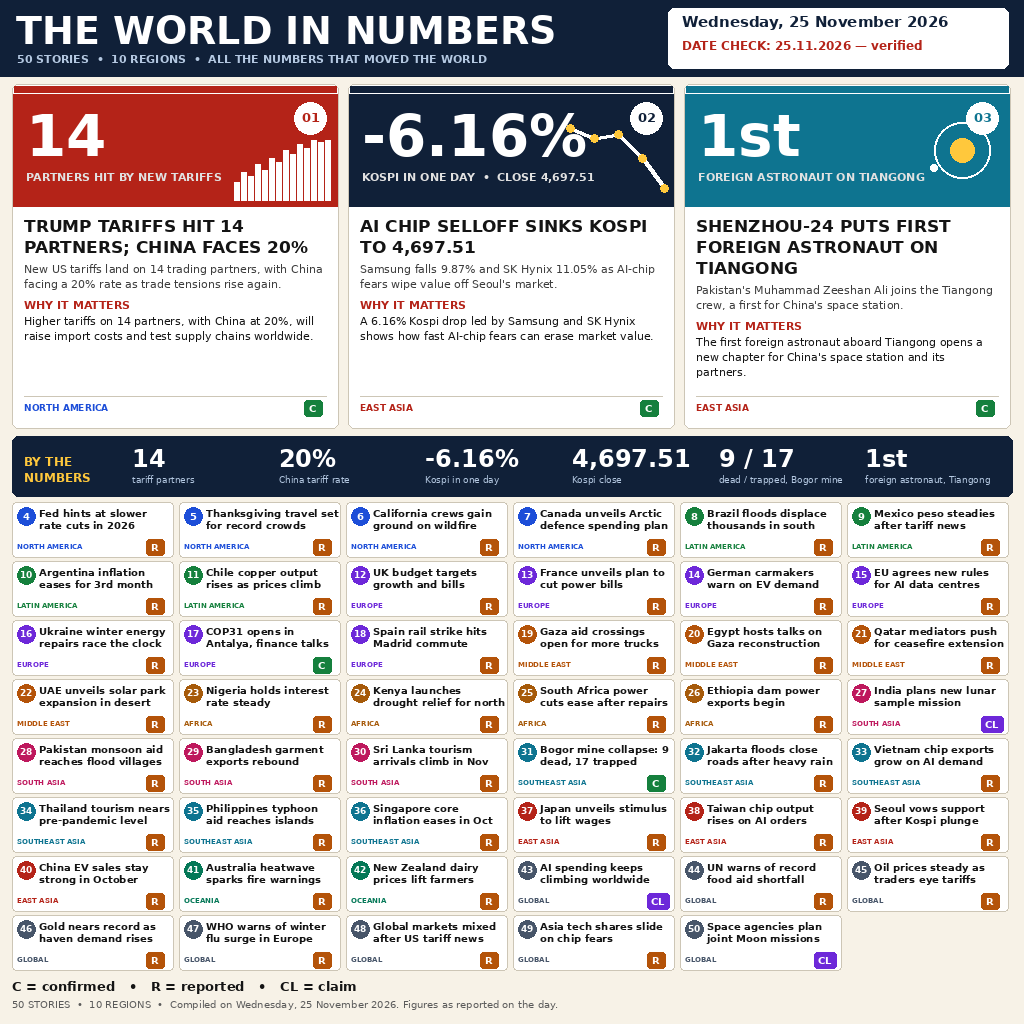 THE WORLD IN NUMBERS
50 STORIES • 10 REGIONS • ALL THE NUMBERS THAT MOVED THE WORLD
Wednesday, 25 November 2026
DATE CHECK: 25.11.2026 — verified
14
01
PARTNERS HIT BY NEW TARIFFS
TRUMP TARIFFS HIT 14
PARTNERS; CHINA FACES 20%
New US tariffs land on 14 trading partners, with China
facing a 20% rate as trade tensions rise again.
WHY IT MATTERS
Higher tariffs on 14 partners, with China at 20%, will
raise import costs and test supply chains worldwide.
NORTH AMERICA
C
-6.16%
02
KOSPI IN ONE DAY • CLOSE 4,697.51
AI CHIP SELLOFF SINKS KOSPI
TO 4,697.51
Samsung falls 9.87% and SK Hynix 11.05% as AI-chip
fears wipe value off Seoul's market.
WHY IT MATTERS
A 6.16% Kospi drop led by Samsung and SK Hynix
shows how fast AI-chip fears can erase market value.
EAST ASIA
C
1st
03
FOREIGN ASTRONAUT ON TIANGONG
SHENZHOU-24 PUTS FIRST
FOREIGN ASTRONAUT ON
TIANGONG
Pakistan's Muhammad Zeeshan Ali joins the Tiangong
crew, a first for China's space station.
WHY IT MATTERS
The first foreign astronaut aboard Tiangong opens a
new chapter for China's space station and its
partners.
EAST ASIA
C
BY THE
NUMBERS
14
tariff partners
20%
China tariff rate
-6.16%
Kospi in one day
4,697.51
Kospi close
9 / 17
dead / trapped, Bogor mine
1st
foreign astronaut, Tiangong
4
Fed hints at slower
rate cuts in 2026
NORTH AMERICA
R
5
Thanksgiving travel set
for record crowds
NORTH AMERICA
R
6
California crews gain
ground on wildfire
NORTH AMERICA
R
7
Canada unveils Arctic
defence spending plan
NORTH AMERICA
R
8
Brazil floods displace
thousands in south
LATIN AMERICA
R
9
Mexico peso steadies
after tariff news
LATIN AMERICA
R
10
Argentina inflation
eases for 3rd month
LATIN AMERICA
R
11
Chile copper output
rises as prices climb
LATIN AMERICA
R
12
UK budget targets
growth and bills
EUROPE
R
13
France unveils plan to
cut power bills
EUROPE
R
14
German carmakers
warn on EV demand
EUROPE
R
15
EU agrees new rules
for AI data centres
EUROPE
R
16
Ukraine winter energy
repairs race the clock
EUROPE
R
17
COP31 opens in
Antalya, finance talks
EUROPE
C
18
Spain rail strike hits
Madrid commute
EUROPE
R
19
Gaza aid crossings
open for more trucks
MIDDLE EAST
R
20
Egypt hosts talks on
Gaza reconstruction
MIDDLE EAST
R
21
Qatar mediators push
for ceasefire extension
MIDDLE EAST
R
22
UAE unveils solar park
expansion in desert
MIDDLE EAST
R
23
Nigeria holds interest
rate steady
AFRICA
R
24
Kenya launches
drought relief for north
AFRICA
R
25
South Africa power
cuts ease after repairs
AFRICA
R
26
Ethiopia dam power
exports begin
AFRICA
R
27
India plans new lunar
sample mission
SOUTH ASIA
CL
28
Pakistan monsoon aid
reaches flood villages
SOUTH ASIA
R
29
Bangladesh garment
exports rebound
SOUTH ASIA
R
30
Sri Lanka tourism
arrivals climb in Nov
SOUTH ASIA
R
31
Bogor mine collapse: 9
dead, 17 trapped
SOUTHEAST ASIA
C
32
Jakarta floods close
roads after heavy rain
SOUTHEAST ASIA
R
33
Vietnam chip exports
grow on AI demand
SOUTHEAST ASIA
R
34
Thailand tourism nears
pre-pandemic level
SOUTHEAST ASIA
R
35
Philippines typhoon
aid reaches islands
SOUTHEAST ASIA
R
36
Singapore core
inflation eases in Oct
SOUTHEAST ASIA
R
37
Japan unveils stimulus
to lift wages
EAST ASIA
R
38
Taiwan chip output
rises on AI orders
EAST ASIA
R
39
Seoul vows support
after Kospi plunge
EAST ASIA
R
40
China EV sales stay
strong in October
EAST ASIA
R
41
Australia heatwave
sparks fire warnings
OCEANIA
R
42
New Zealand dairy
prices lift farmers
OCEANIA
R
43
AI spending keeps
climbing worldwide
GLOBAL
CL
44
UN warns of record
food aid shortfall
GLOBAL
R
45
Oil prices steady as
traders eye tariffs
GLOBAL
R
46
Gold nears record as
haven demand rises
GLOBAL
R
47
WHO warns of winter
flu surge in Europe
GLOBAL
R
48
Global markets mixed
after US tariff news
GLOBAL
R
49
Asia tech shares slide
on chip fears
GLOBAL
R
50
Space agencies plan
joint Moon missions
GLOBAL
CL
C = confirmed • R = reported • CL = claim
50 STORIES • 10 REGIONS • Compiled on Wednesday, 25 November 2026. Figures as reported on the day.